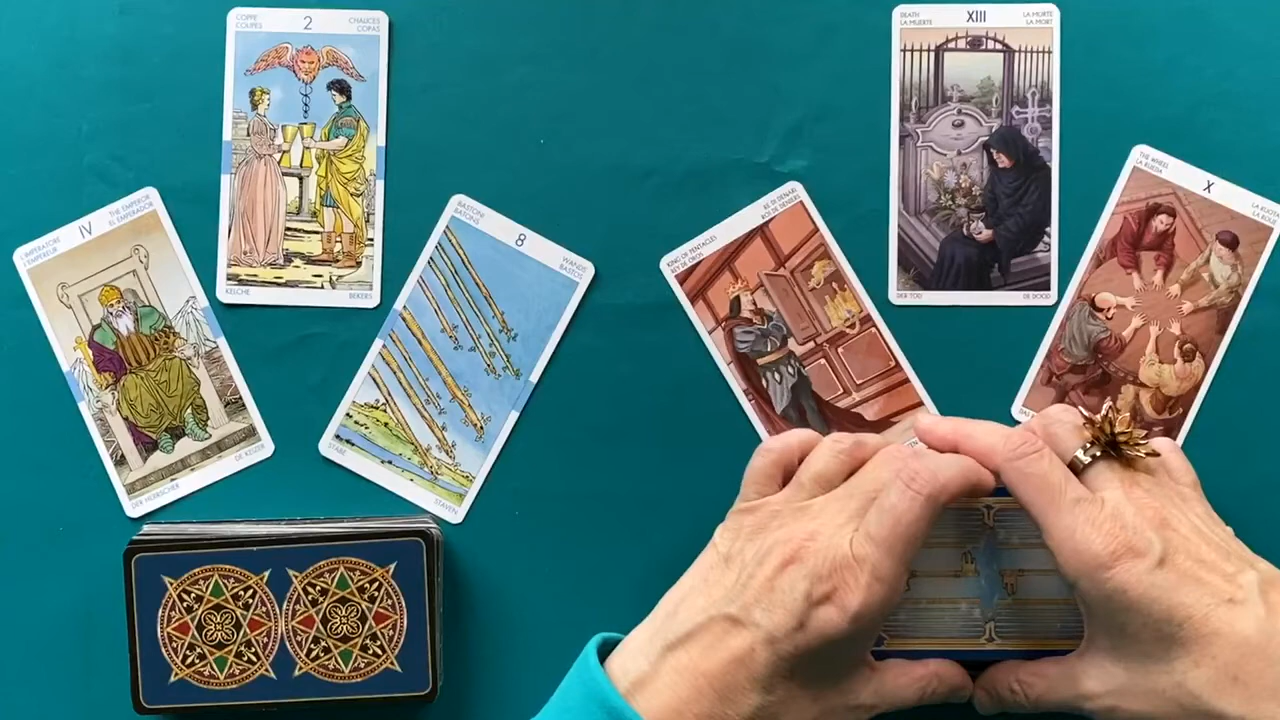 COPPE
COUPES
2
CHALICES
COPAS
KELCHE
BEKERS
L'IMPERATORE
L'EMPEREUR
IV
THE EMPEROR
EL EMPERADOR
DER HERRSCHER
DE KEIZER
BASTONI
BATONS
8
WANDS
BASTOS
STÄBE
STAVEN
KING OF PENTACLES
REY DE OROS
RE DI DENARI
ROI DE DENIERS
DEATH
LA MUERTE
XIII
LA MORTE
LA MORT
DER TOD
DE DOOD
THE WHEEL
LA RUEDA
X
LA RUOTA
LA ROUE